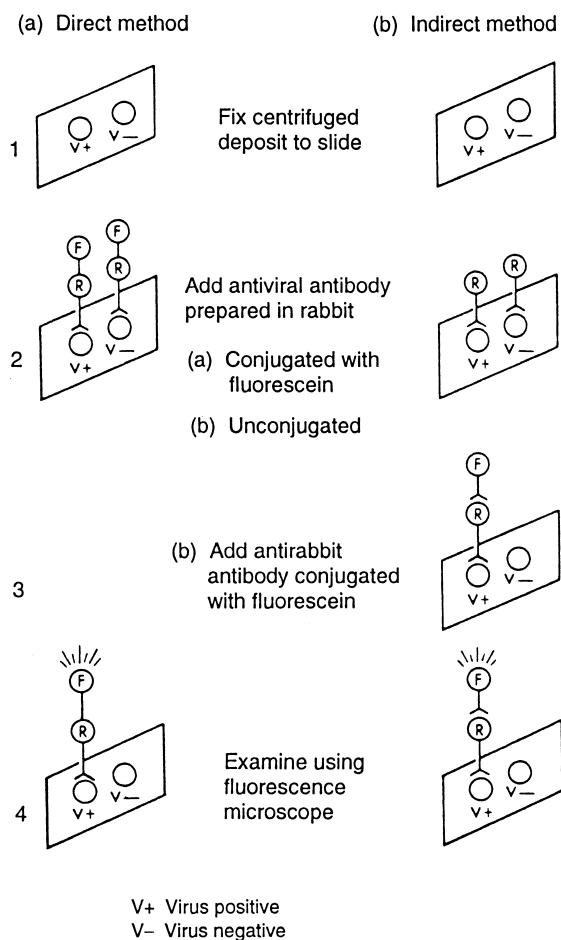 (a) Direct method
(b) Indirect method
1
V+
V—
Fix centrifuged
deposit to slide
V+
V—
2
F
F
R
R
V+
V—
Add antiviral antibody
prepared in rabbit
(a) Conjugated with
fluorescein
(b) Unconjugated
R
R
V+
V—
3
(b) Add antirabbit
antibody conjugated
with fluorescein
F
R
V+
V—
4
F
R
V+
V—
Examine using
fluorescence
microscope
F
R
V+
V—
V+ Virus positive
V– Virus negative